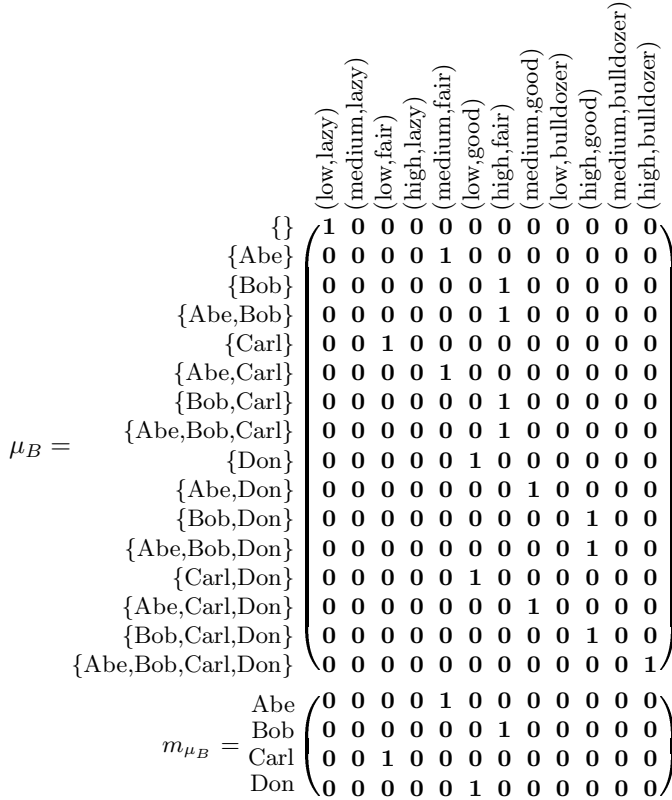 (low,lazy)
(medium,lazy)
(low,fair)
(high,lazy)
(medium,fair)
(low,good)
(high,fair)
(medium,good)
(low,bulldozer)
(high,good)
(medium,bulldozer)
(high,bulldozer)
{} 1 0 0 0 0 0 0 0 0 0 0 0
{Abe} 0 0 0 0 1 0 0 0 0 0 0 0
{Bob} 0 0 0 0 0 0 1 0 0 0 0 0
{Abe,Bob} 0 0 0 0 0 0 1 0 0 0 0 0
{Carl} 0 0 1 0 0 0 0 0 0 0 0 0
{Abe,Carl} 0 0 0 0 1 0 0 0 0 0 0 0
{Bob,Carl} 0 0 0 0 0 0 1 0 0 0 0 0
{Abe,Bob,Carl} 0 0 0 0 0 0 1 0 0 0 0 0
μ_B =
{Don} 0 0 0 0 0 1 0 0 0 0 0 0
{Abe,Don} 0 0 0 0 0 0 0 1 0 0 0 0
{Bob,Don} 0 0 0 0 0 0 0 0 0 1 0 0
{Abe,Bob,Don} 0 0 0 0 0 0 0 0 0 1 0 0
{Carl,Don} 0 0 0 0 0 1 0 0 0 0 0 0
{Abe,Carl,Don} 0 0 0 0 0 0 0 1 0 0 0 0
{Bob,Carl,Don} 0 0 0 0 0 0 0 0 0 1 0 0
{Abe,Bob,Carl,Don} 0 0 0 0 0 0 0 0 0 0 0 1
Abe 0 0 0 0 1 0 0 0 0 0 0 0
Bob 0 0 0 0 0 0 1 0 0 0 0 0
m_{μ_B} =
Carl 0 0 1 0 0 0 0 0 0 0 0 0
Don 0 0 0 0 0 1 0 0 0 0 0 0